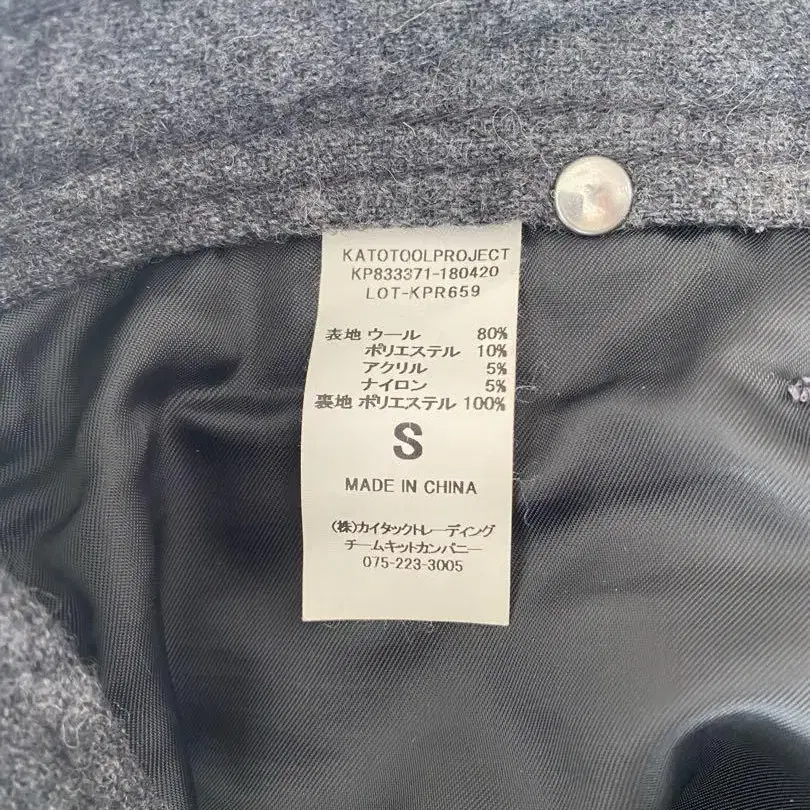 KATOTOOLPROJECT
KP833371-180420
LOT-KPR659
表地 ウール 80%
ポリエステル 10%
アクリル 5%
ナイロン 5%
裏地 ポリエステル 100%
S
MADE IN CHINA
(株)カイタックトレーディング
チームキットカンパニー
075-223-3005